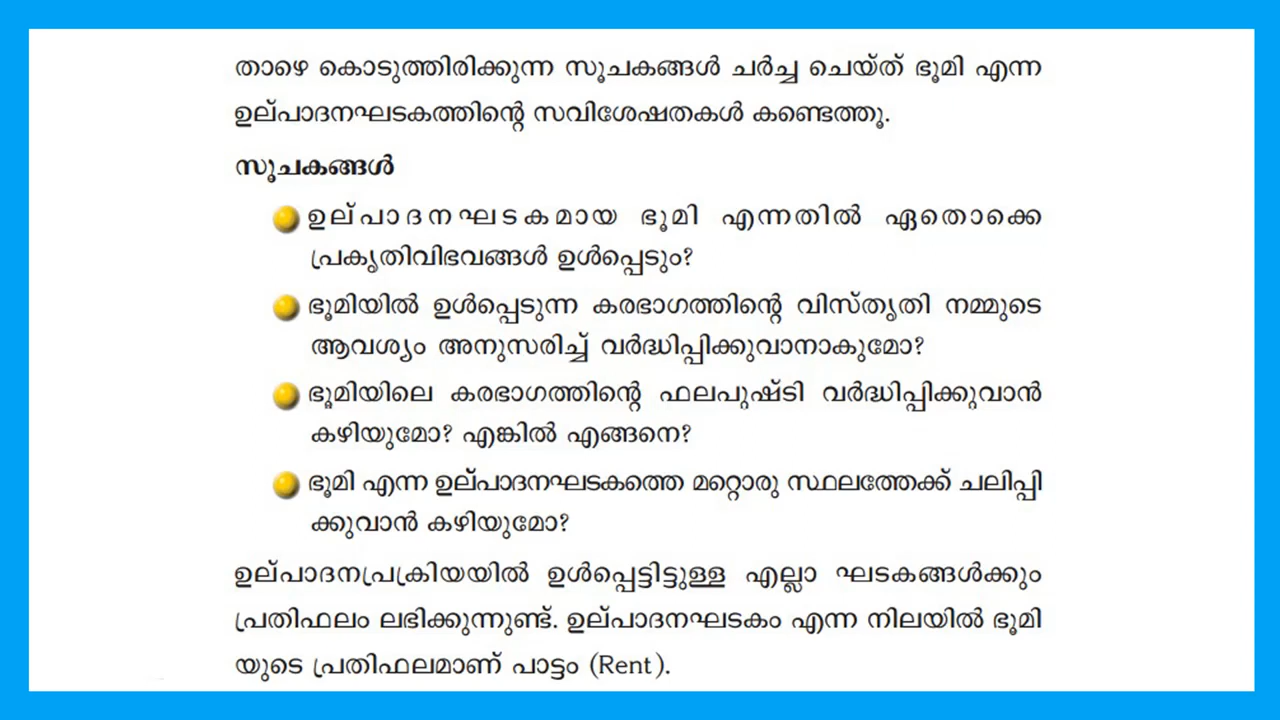 താഴെ കൊടുത്തിരിക്കുന്ന സൂചകങ്ങൾ ചർച്ച ചെയ്ത് ഭൂമി എന്ന
ഉല്പാദനഘടകത്തിന്റെ സവിശേഷതകൾ കണ്ടെത്തൂ.
സൂചകങ്ങൾ
ഉല്പാദനഘടകമായ ഭൂമി എന്നതിൽ ഏതൊക്കെ
പ്രകൃതിവിഭവങ്ങൾ ഉൾപ്പെടും?
ഭൂമിയിൽ ഉൾപ്പെടുന്ന കരഭാഗത്തിന്റെ വിസ്തൃതി നമ്മുടെ
ആവശ്യം അനുസരിച്ച് വർദ്ധിപ്പിക്കുവാനാകുമോ?
ഭൂമിയിലെ കരഭാഗത്തിന്റെ ഫലപുഷ്ടി വർദ്ധിപ്പിക്കുവാൻ
കഴിയുമോ? എങ്കിൽ എങ്ങനെ?
ഭൂമി എന്ന ഉല്പാദനഘടകത്തെ മറ്റൊരു സ്ഥലത്തേക്ക് ചലിപ്പി
ക്കുവാൻ കഴിയുമോ?
ഉല്പാദനപ്രക്രിയയിൽ ഉൾപ്പെട്ടിട്ടുള്ള എല്ലാ ഘടകങ്ങൾക്കും
പ്രതിഫലം ലഭിക്കുന്നുണ്ട്. ഉല്പാദനഘടകം എന്ന നിലയിൽ ഭൂമി
യുടെ പ്രതിഫലമാണ് പാട്ടം (Rent).